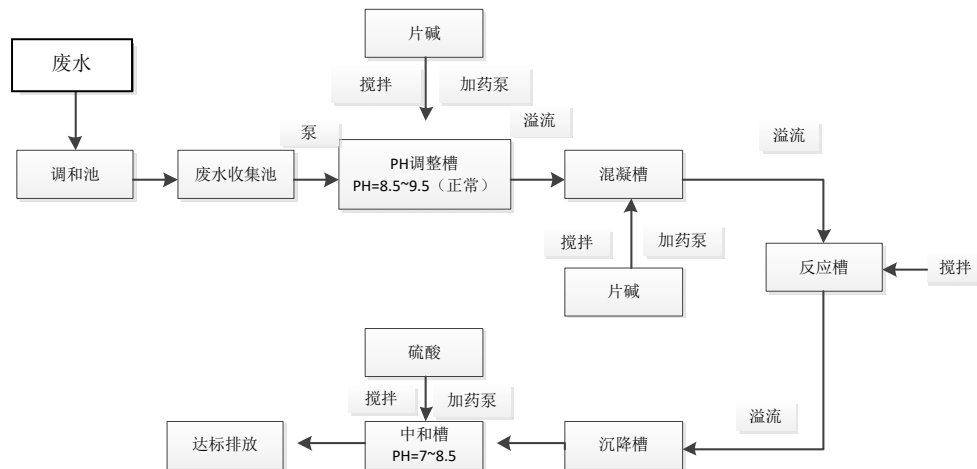 片碱
废水
搅拌
加药泵
泵
溢流
溢流
调和池
废水收集池
PH调整槽
PH=8.5~9.5（正常）
混凝槽
搅拌
加药泵
反应槽
搅拌
片碱
硫酸
搅拌
加药泵
溢流
达标排放
中和槽
PH=7~8.5
沉降槽